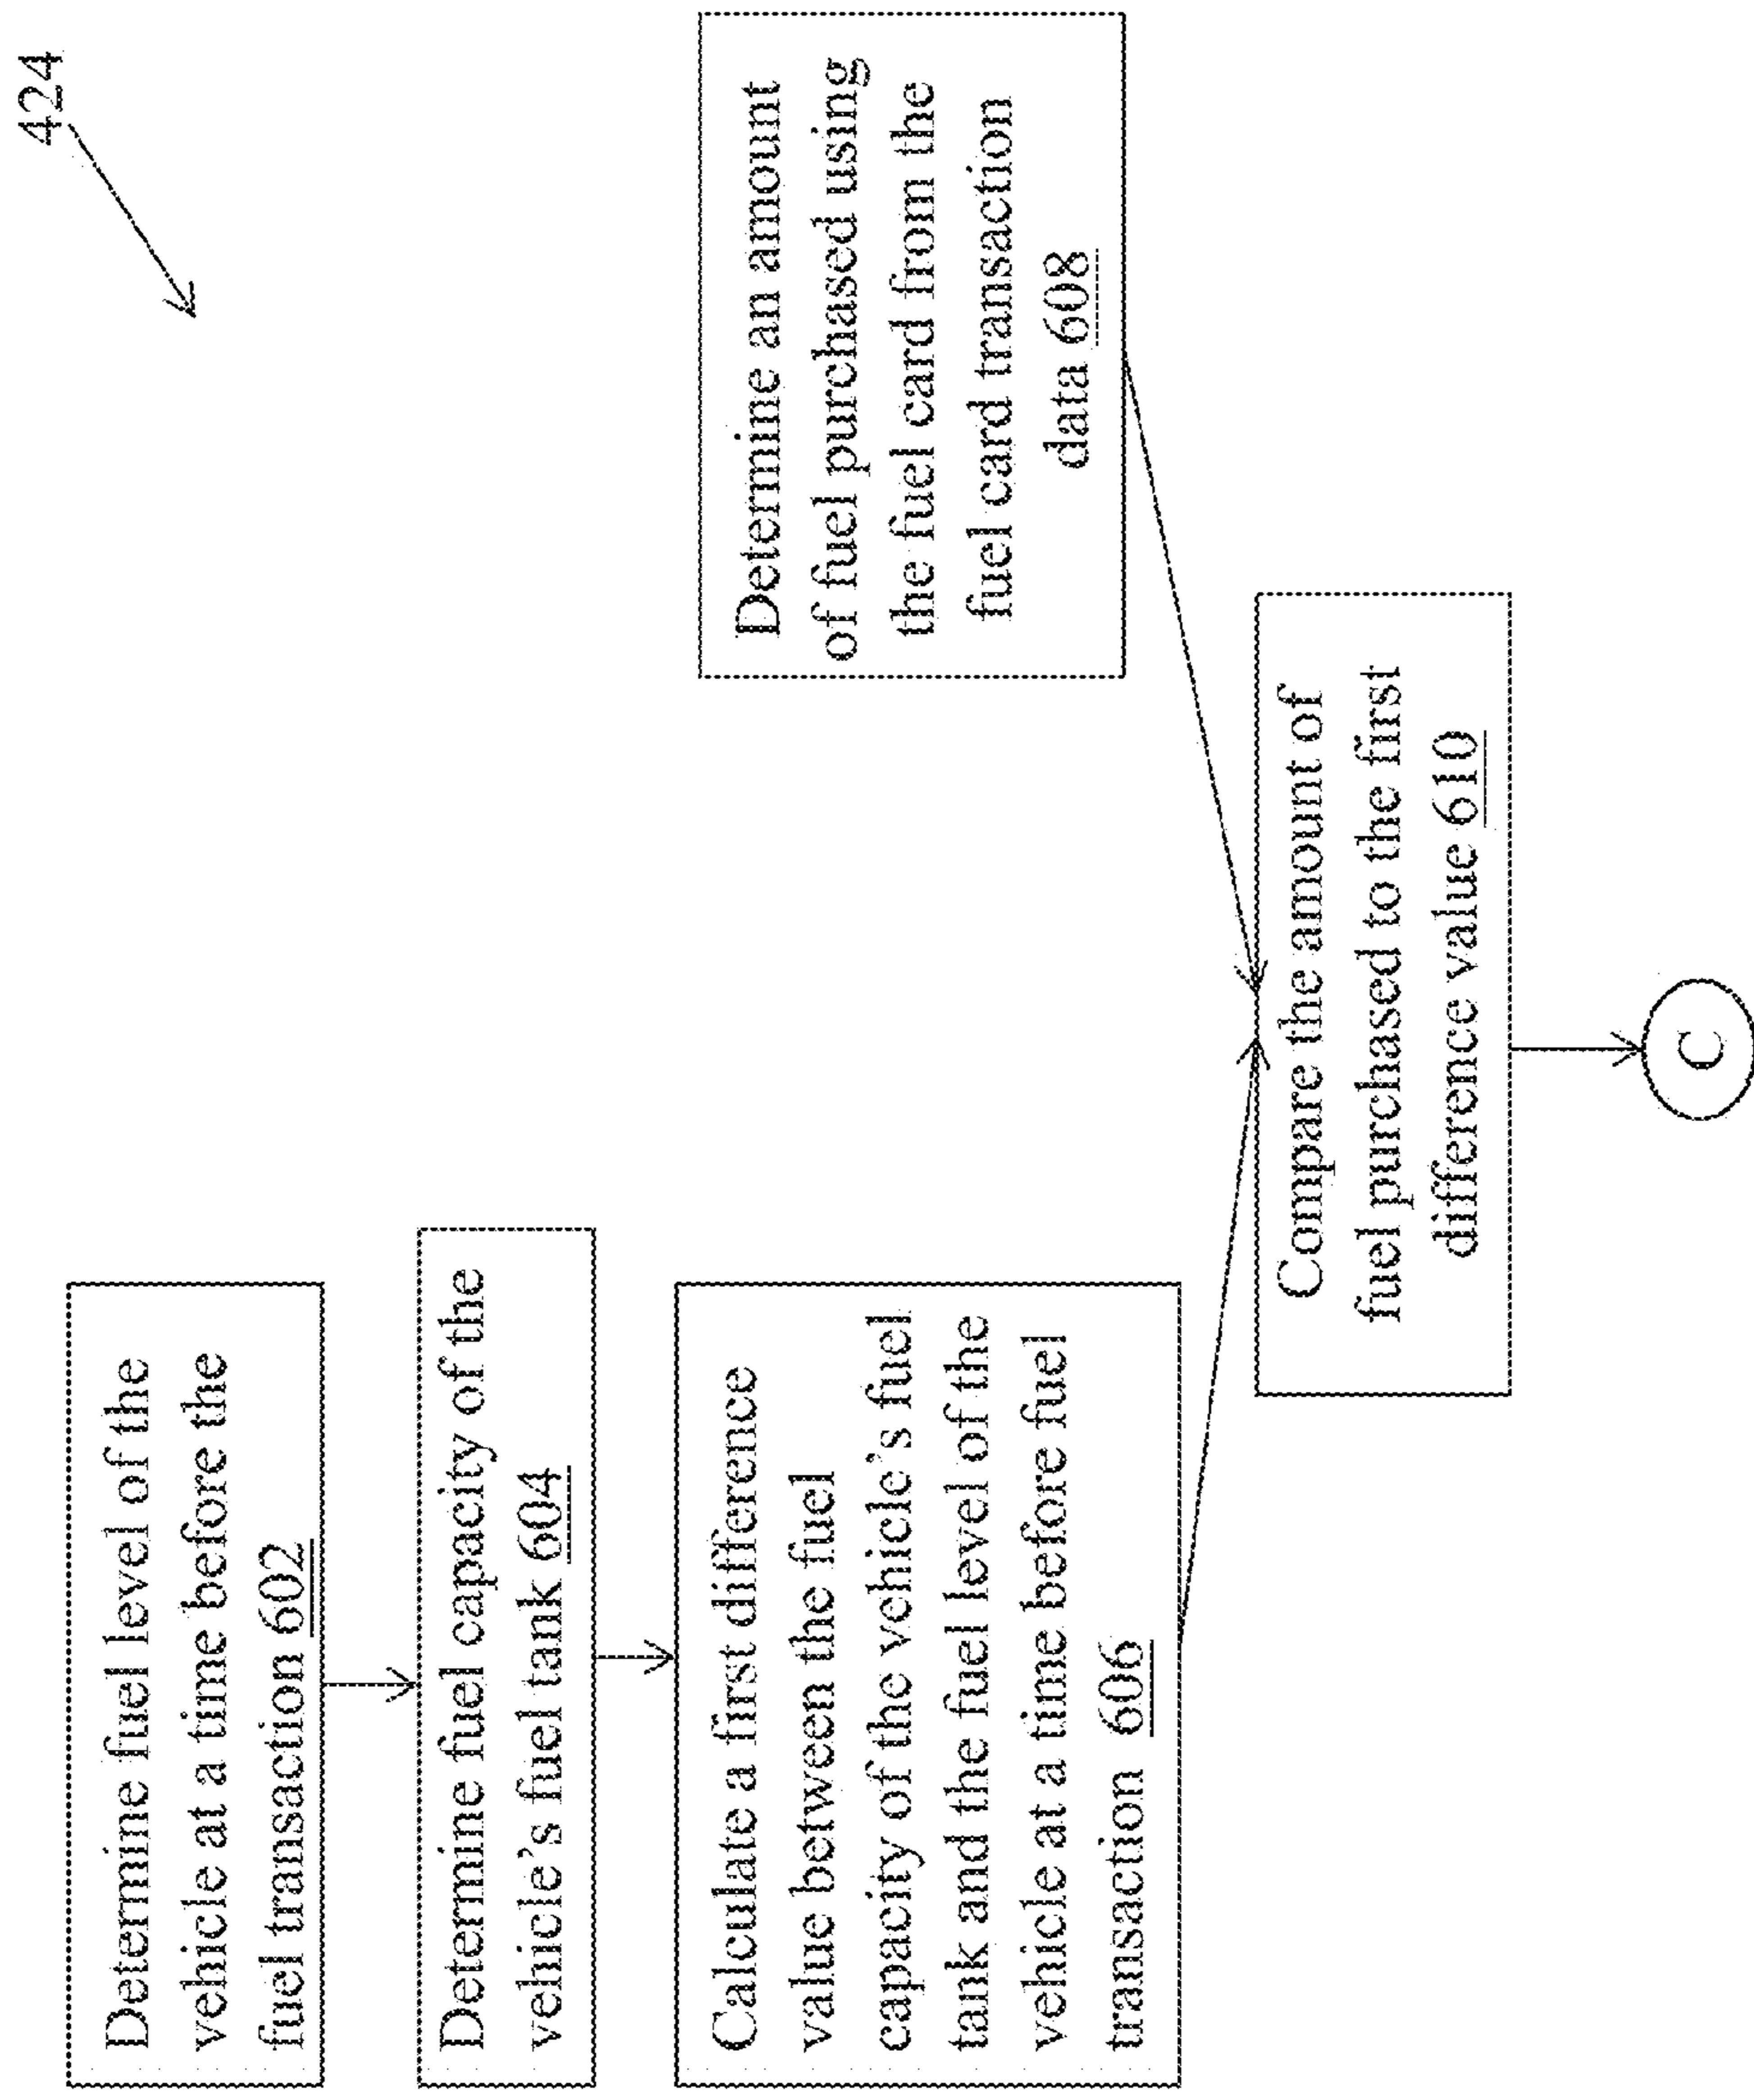 424
Determine fuel level of the
vehicle at a time before the
fuel transaction 602
Determine fuel capacity of the
vehicle's fuel tank 604
Calculate a first difference
value between the fuel
capacity of the vehicle's fuel
tank and the fuel level of the
vehicle at a time before fuel
transaction 606
Determine an amount
of fuel purchased using
the fuel card from the
fuel card transaction
data 608
Compare the amount of
fuel purchased to the first
difference value 610
C